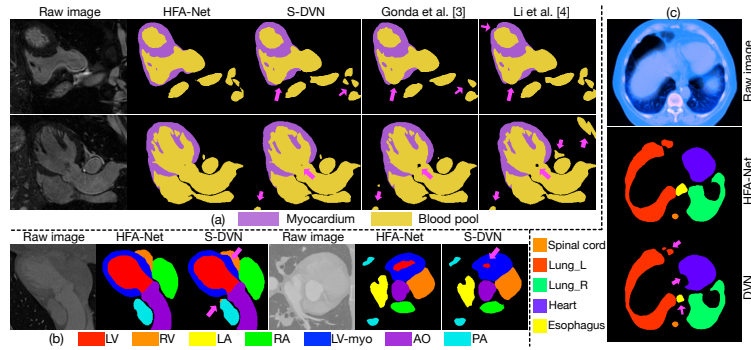 Raw image HFA-Net S-DVN Gonda et al. [3] Li et al. [4]
(a) Myocardium Blood pool
Raw image HFA-Net S-DVN Raw image HFA-Net S-DVN
(b) LV RV LA RA LV-myo AO PA
Spinal cord
Lung_L
Lung_R
Heart
Esophagus
(c)
Raw image
HFA-Net
DVN